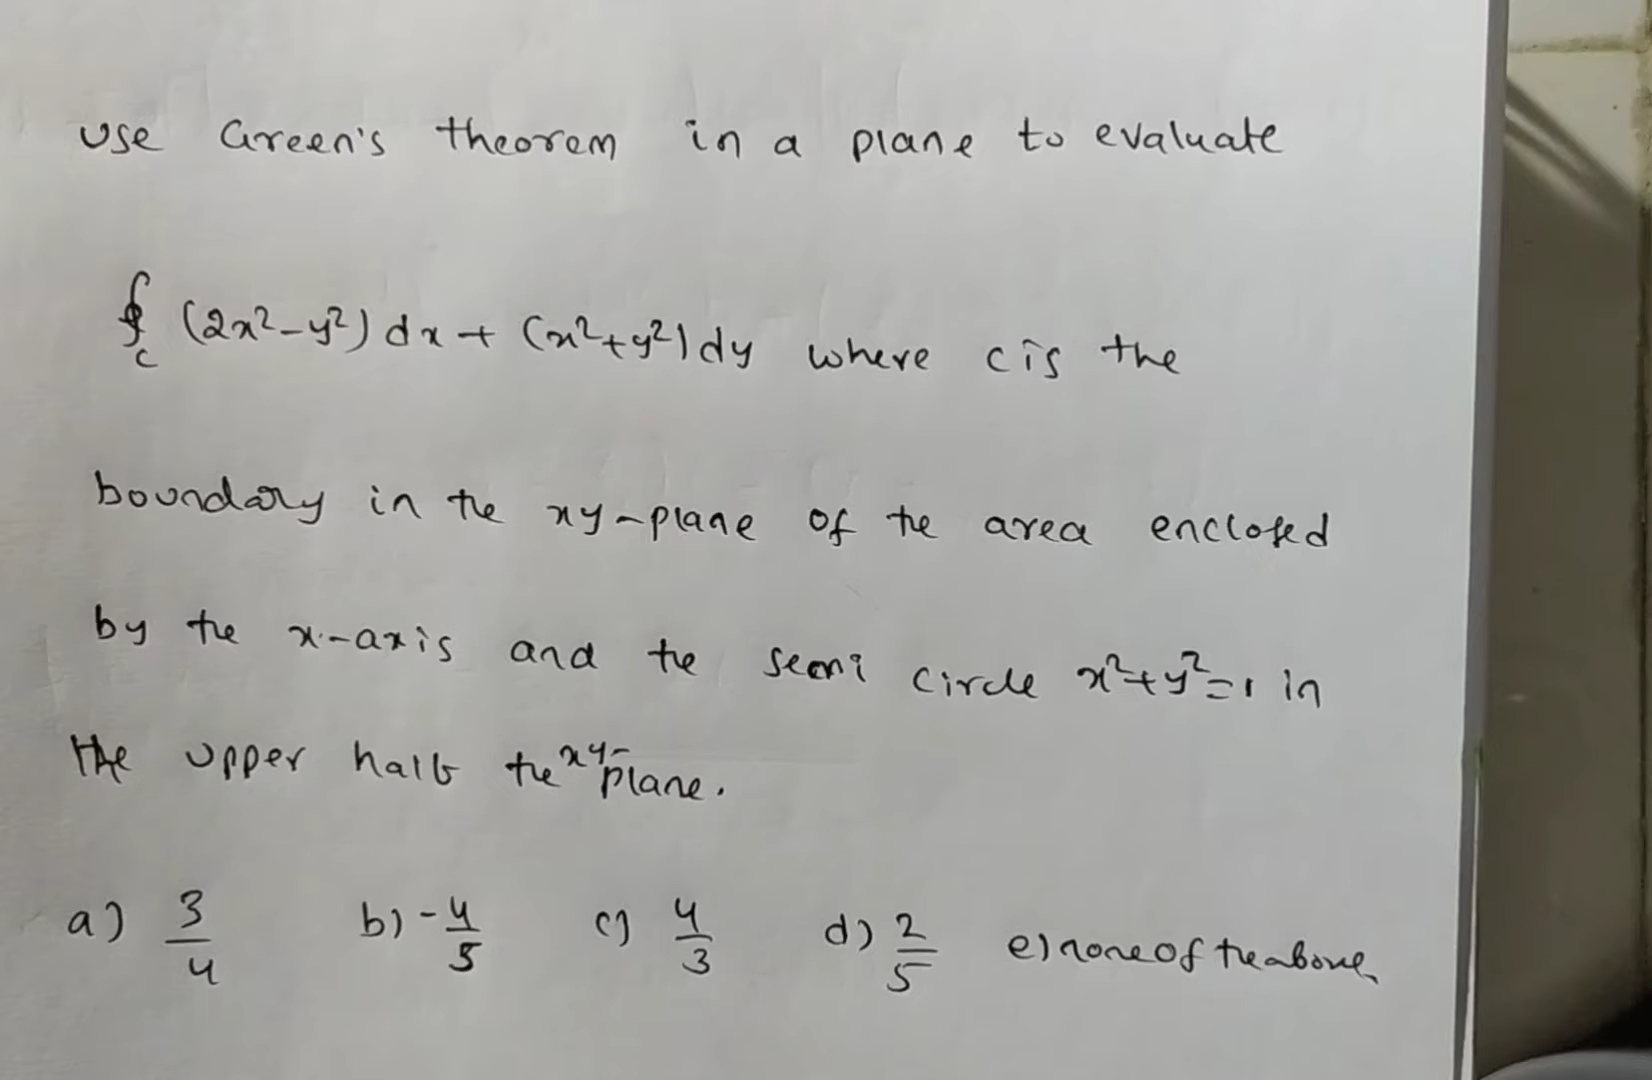 use Green's theorem in a plane to evaluate
∮c (2x²-y²) dx + (x²+y²) dy where c is the
boundary in the xy-plane of the area enclosed
by the x-axis and the semi circle x²+y²=1 in
the upper half the xy-plane.
a) 3/4 b) -4/5 c) 4/3 d) 2/5 e) none of the above